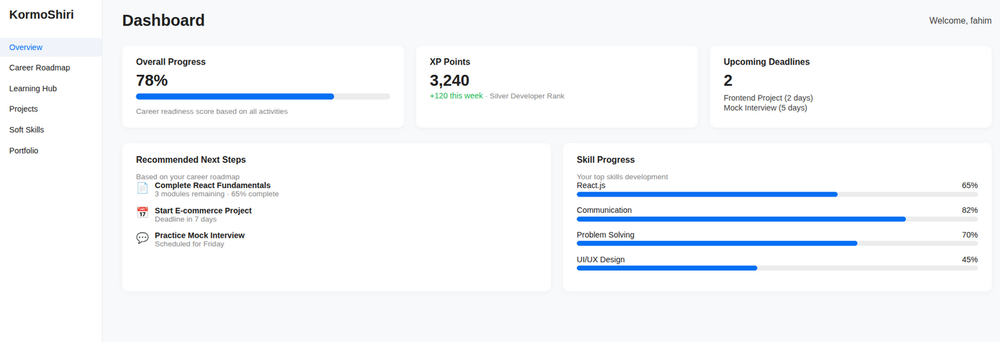 KormoShiri
Overview
Career Roadmap
Learning Hub
Projects
Soft Skills
Portfolio
Dashboard
Welcome, fahim
Overall Progress
78%
Career readiness score based on all activities
XP Points
3,240
+120 this week · Silver Developer Rank
Upcoming Deadlines
2
Frontend Project (2 days)
Mock Interview (5 days)
Recommended Next Steps
Based on your career roadmap
Complete React Fundamentals
3 modules remaining · 65% complete
Start E-commerce Project
Deadline in 7 days
Practice Mock Interview
Scheduled for Friday
Skill Progress
Your top skills development
React.js 65%
Communication 82%
Problem Solving 70%
UI/UX Design 45%